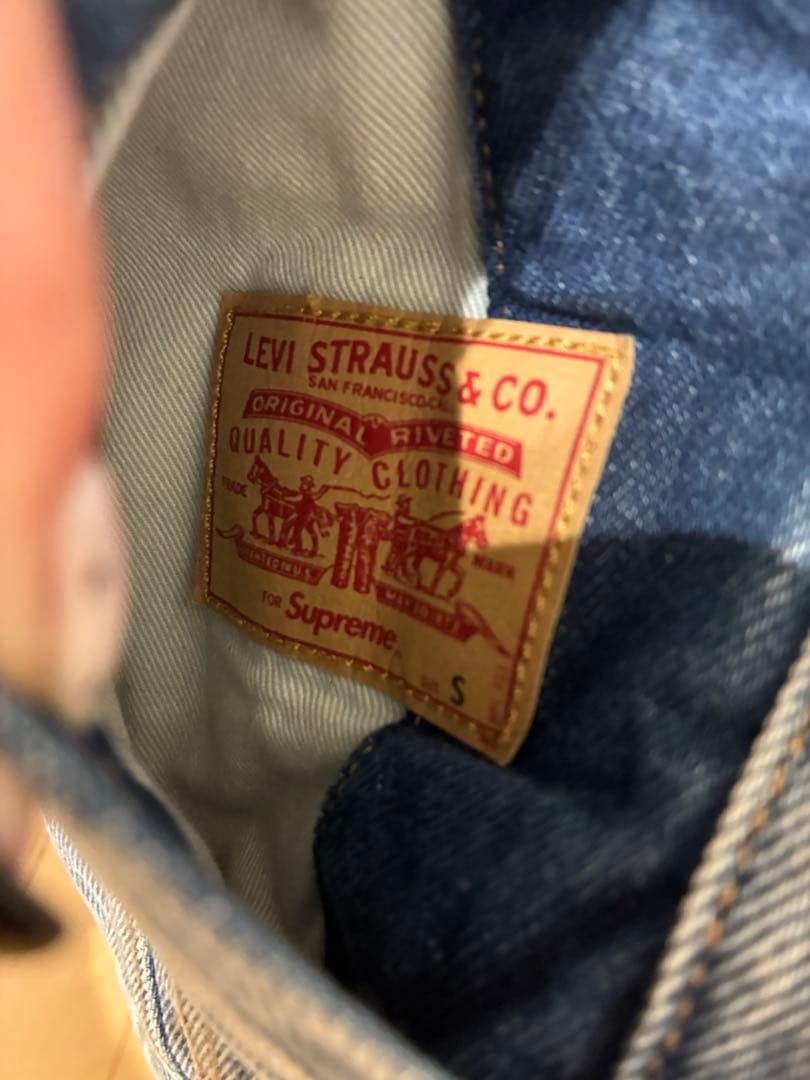 LEVI STRAUSS & CO.
SAN FRANCISCO, CAL.
ORIGINAL RIVETED
QUALITY CLOTHING
TRADE MARK
FOR Supreme
S